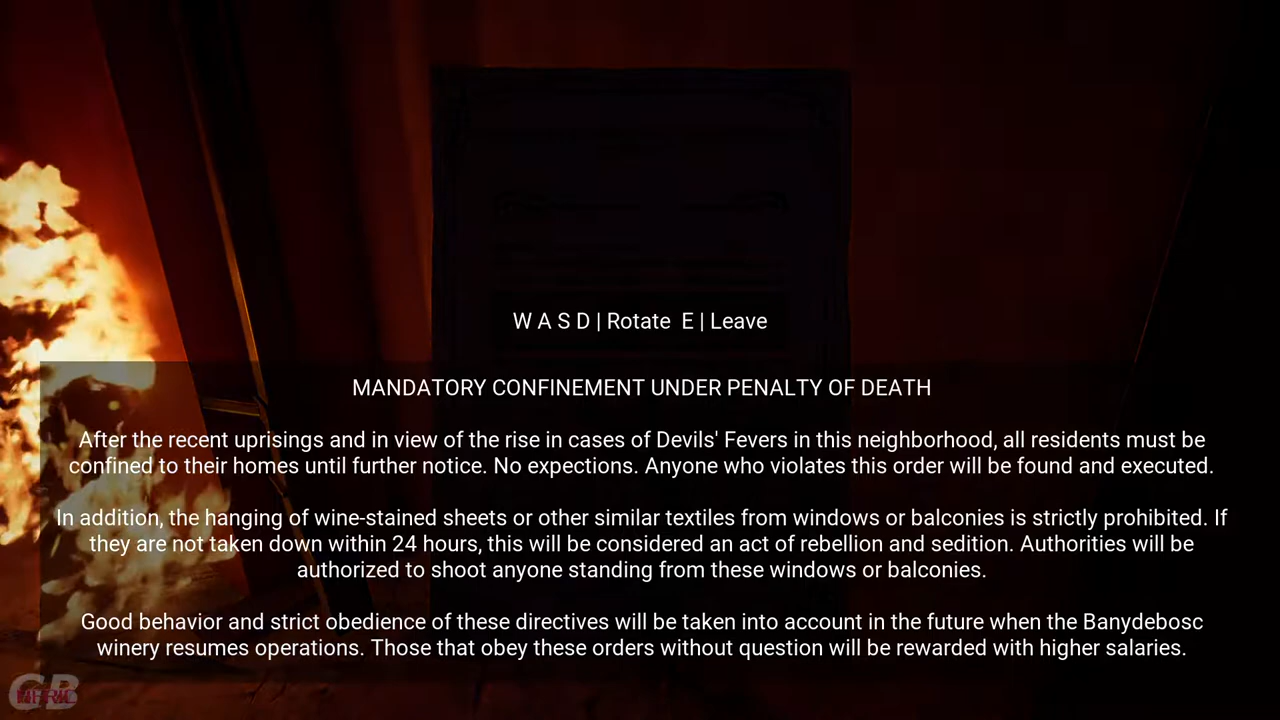 W A S D | Rotate  E | Leave
MANDATORY CONFINEMENT UNDER PENALTY OF DEATH
After the recent uprisings and in view of the rise in cases of Devils' Fevers in this neighborhood, all residents must be
confined to their homes until further notice. No expections. Anyone who violates this order will be found and executed.
In addition, the hanging of wine-stained sheets or other similar textiles from windows or balconies is strictly prohibited. If
they are not taken down within 24 hours, this will be considered an act of rebellion and sedition. Authorities will be
authorized to shoot anyone standing from these windows or balconies.
Good behavior and strict obedience of these directives will be taken into account in the future when the Banydebosc
winery resumes operations. Those that obey these orders without question will be rewarded with higher salaries.
GB